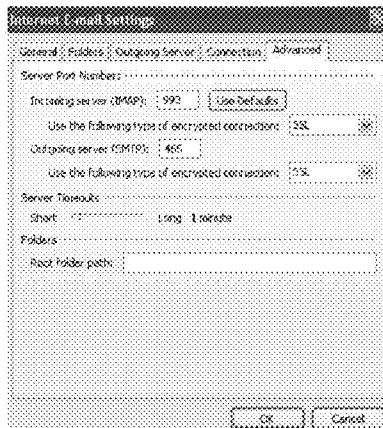 Internet E-mail Settings
General Folders Outgoing Server Connection Advanced
Server Port Numbers
Incoming server (IMAP): 993 Use Defaults
Use the following type of encrypted connection: SSL
Outgoing server (SMTP): 465
Use the following type of encrypted connection: SSL
Server Timeouts
Short Long 1 minute
Folders
Root folder path:
OK Cancel